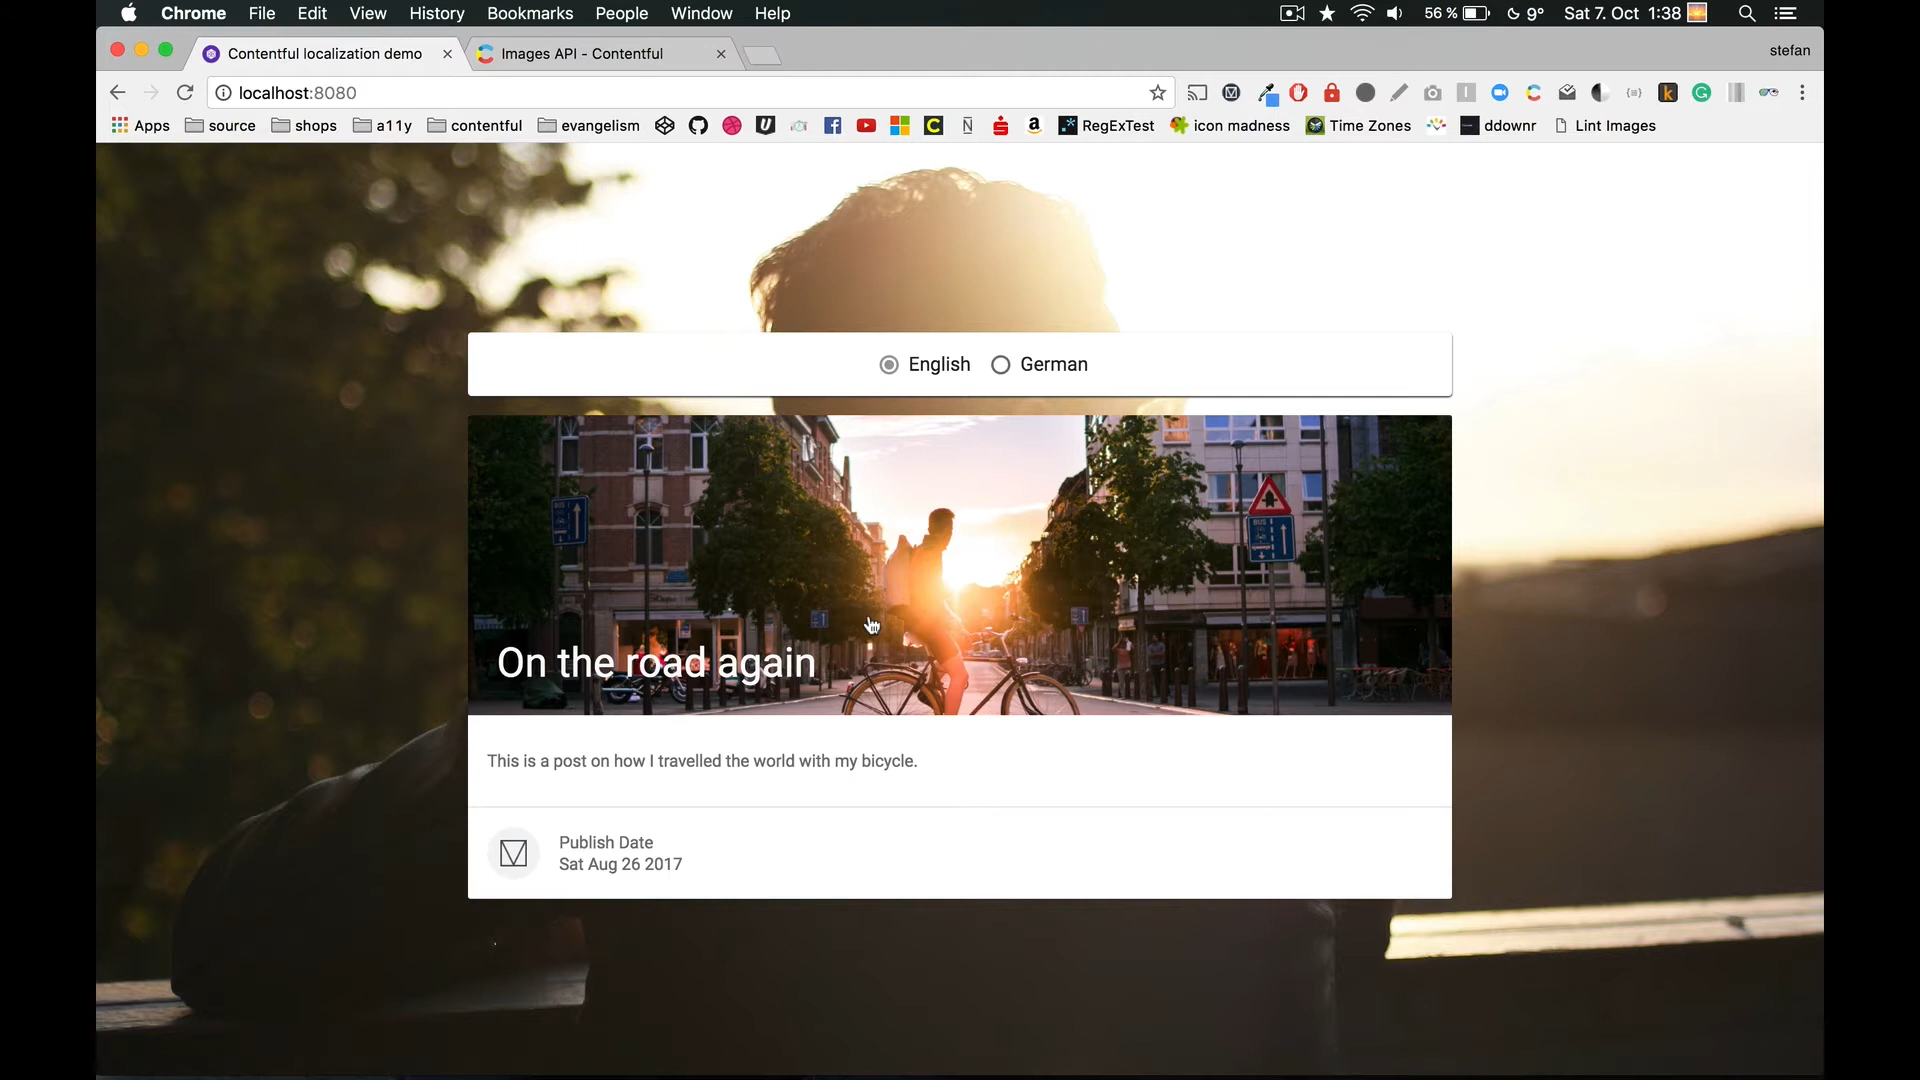 Chrome File Edit View History Bookmarks People Window Help 56 % 9° Sat 7. Oct 1:38
Contentful localization demo Images API - Contentful stefan
localhost:8080
Apps source shops a11y contentful evangelism RegExTest icon madness Time Zones ddownr Lint Images
English German
On the road again
This is a post on how I travelled the world with my bicycle.
Publish Date
Sat Aug 26 2017